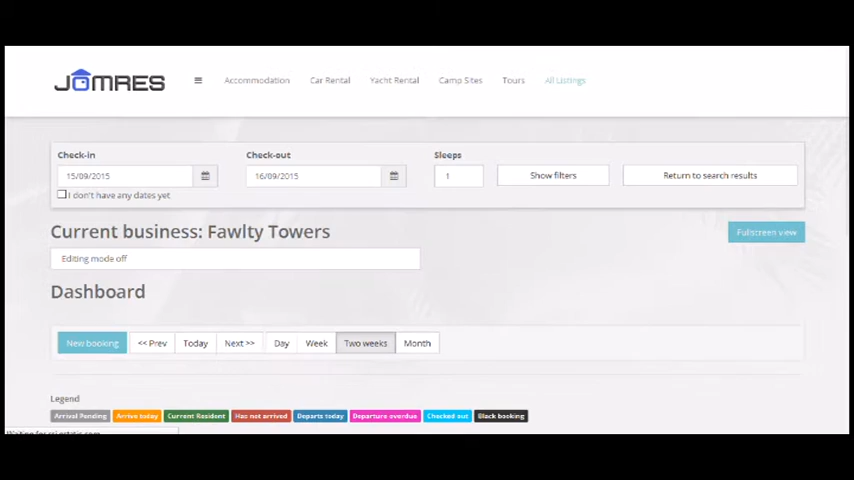 JOMRES
Accommodation Car Rental Yacht Rental Camp Sites Tours All Listings
Check-in Check-out Sleeps
15/09/2015 16/09/2015 1 Show filters Return to search results
I don't have any dates yet
Current business: Fawlty Towers Fullscreen view
Editing mode off
Dashboard
New booking << Prev Today Next >> Day Week Two weeks Month
Legend
Arrival Pending Arrive today Current Resident Has not arrived Departs today Departure overdue Checked out Black booking
Waiting for